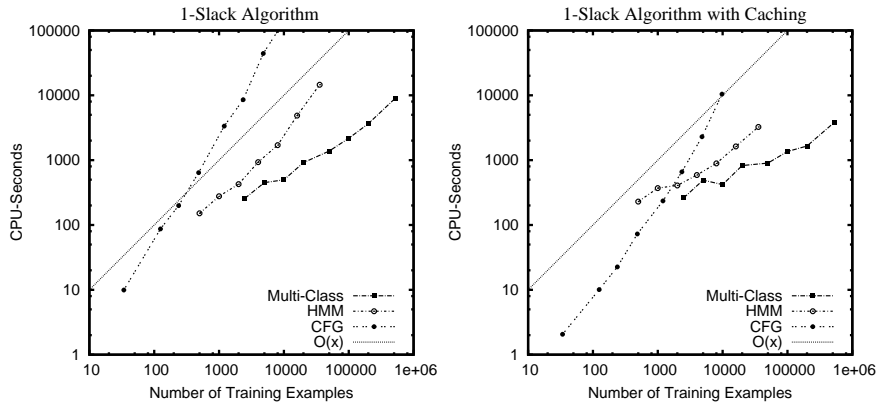 1-Slack Algorithm
CPU-Seconds
100000
10000
1000
100
10
1
Multi-Class
HMM
CFG
O(x)
10 100 1000 10000 100000 1e+06
Number of Training Examples
1-Slack Algorithm with Caching
CPU-Seconds
100000
10000
1000
100
10
1
Multi-Class
HMM
CFG
O(x)
10 100 1000 10000 100000 1e+06
Number of Training Examples